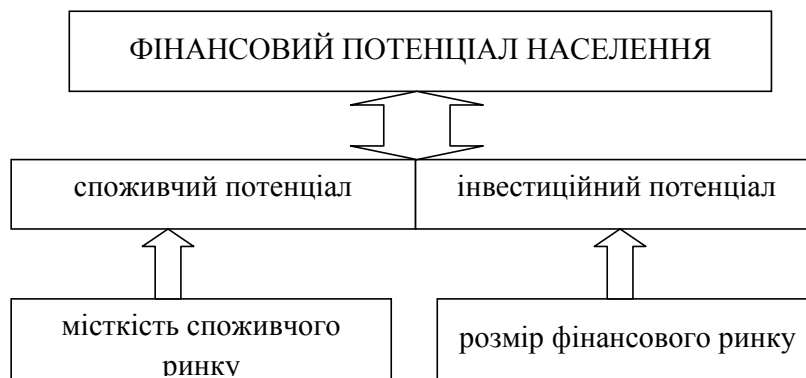 ФІНАНСОВИЙ ПОТЕНЦІАЛ НАСЕЛЕННЯ
споживчий потенціал
інвестиційний потенціал
місткість споживчого
ринку
розмір фінансового ринку